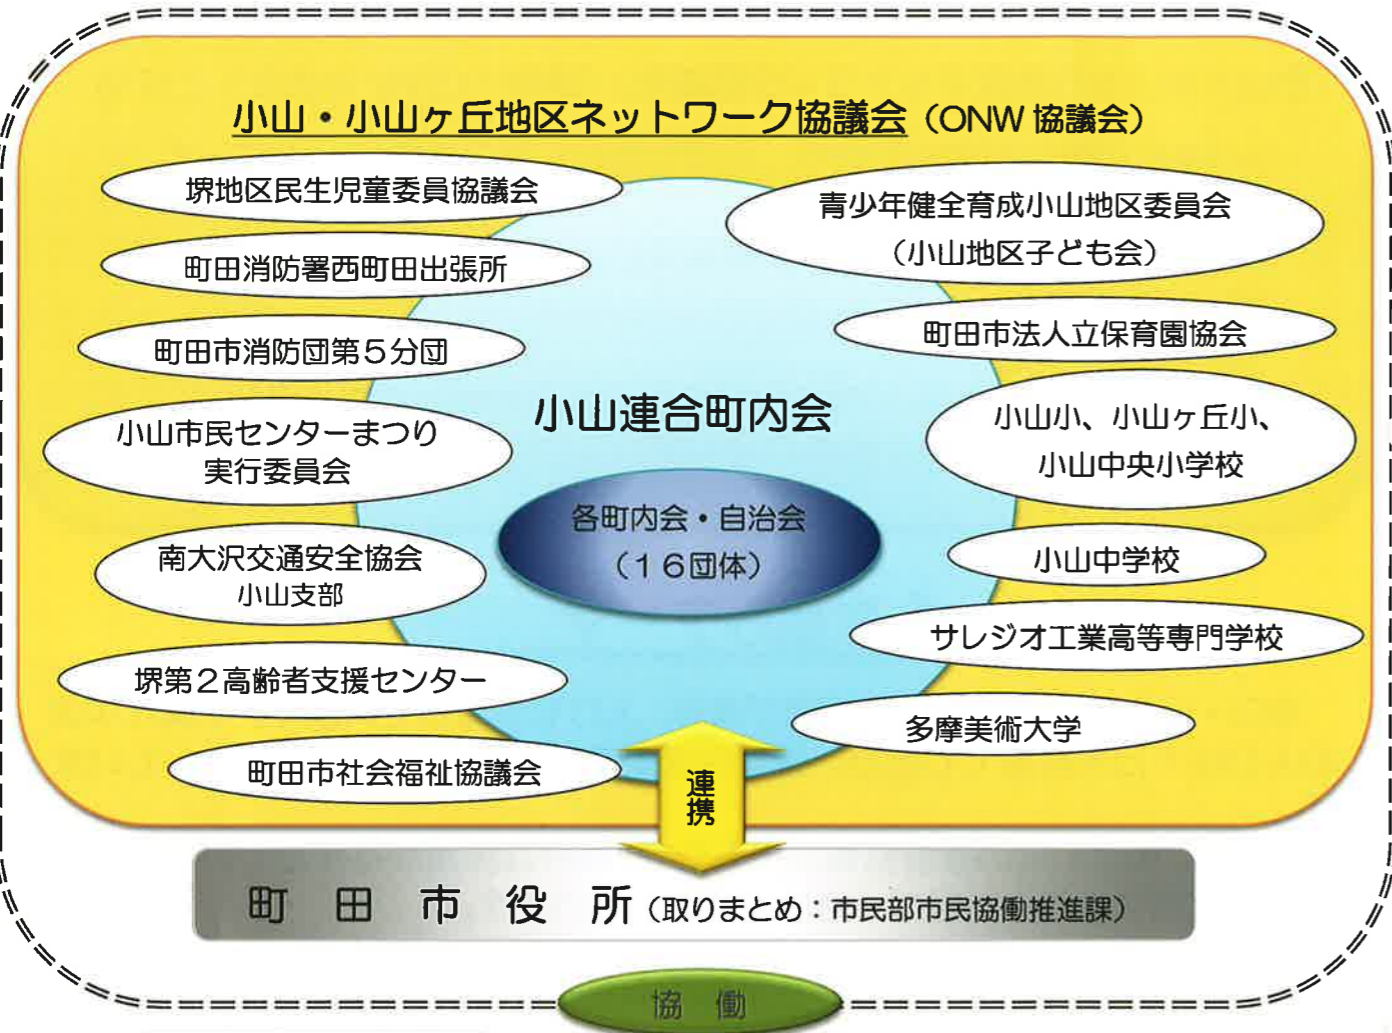 小山・小山ヶ丘地区ネットワーク協議会（ONW 協議会）
堺地区民生児童委員協議会
町田消防署西町田出張所
町田市消防団第５分団
小山市民センターまつり
実行委員会
南大沢交通安全協会
小山支部
堺第２高齢者支援センター
町田市社会福祉協議会
小山連合町内会
各町内会・自治会
（１６団体）
青少年健全育成小山地区委員会
（小山地区子ども会）
町田市法人立保育園協会
小山小、小山ヶ丘小、
小山中央小学校
小山中学校
サレジオ工業高等専門学校
多摩美術大学
連携
町田市役所（取りまとめ：市民部市民協働推進課）
協働